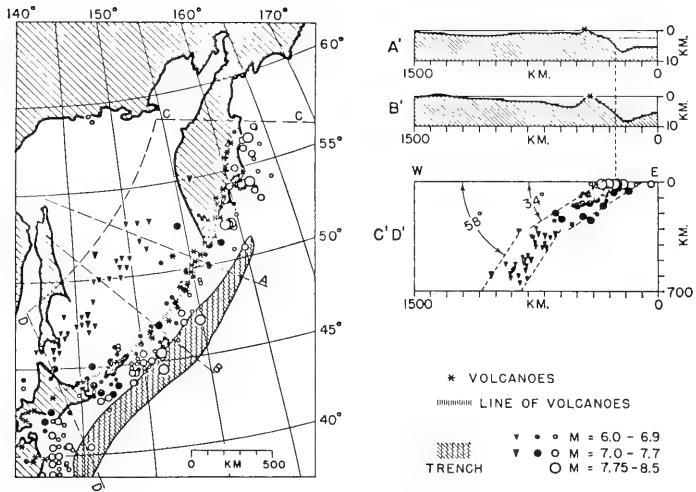 140° 150° 160° 170°
60°
55°
50°
45°
40°
C C
A
B
D
D
0 KM 500
A'
0
10
KM.
1500 KM. 0
B'
0
10
KM.
1500 KM. 0
W E
C'D'
58°
34°
0
KM.
700
1500 KM. 0
VOLCANOES
LINE OF VOLCANOES
TRENCH
M = 6.0 – 6.9
M = 7.0 – 7.7
M = 7.75 – 8.5